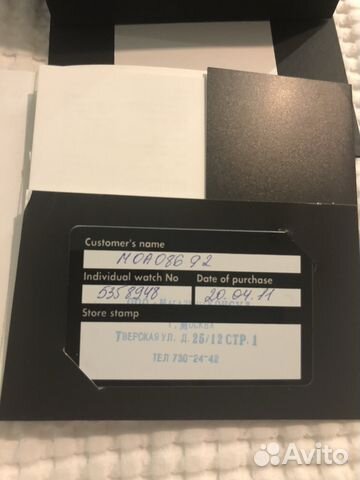 Customer's name
MOA08692
Individual watch No Date of purchase
5358948 20.04.11
Store stamp
г. Москва
Тверская ул. д. 25/12 стр. 1
тел 730-24-42
Avito